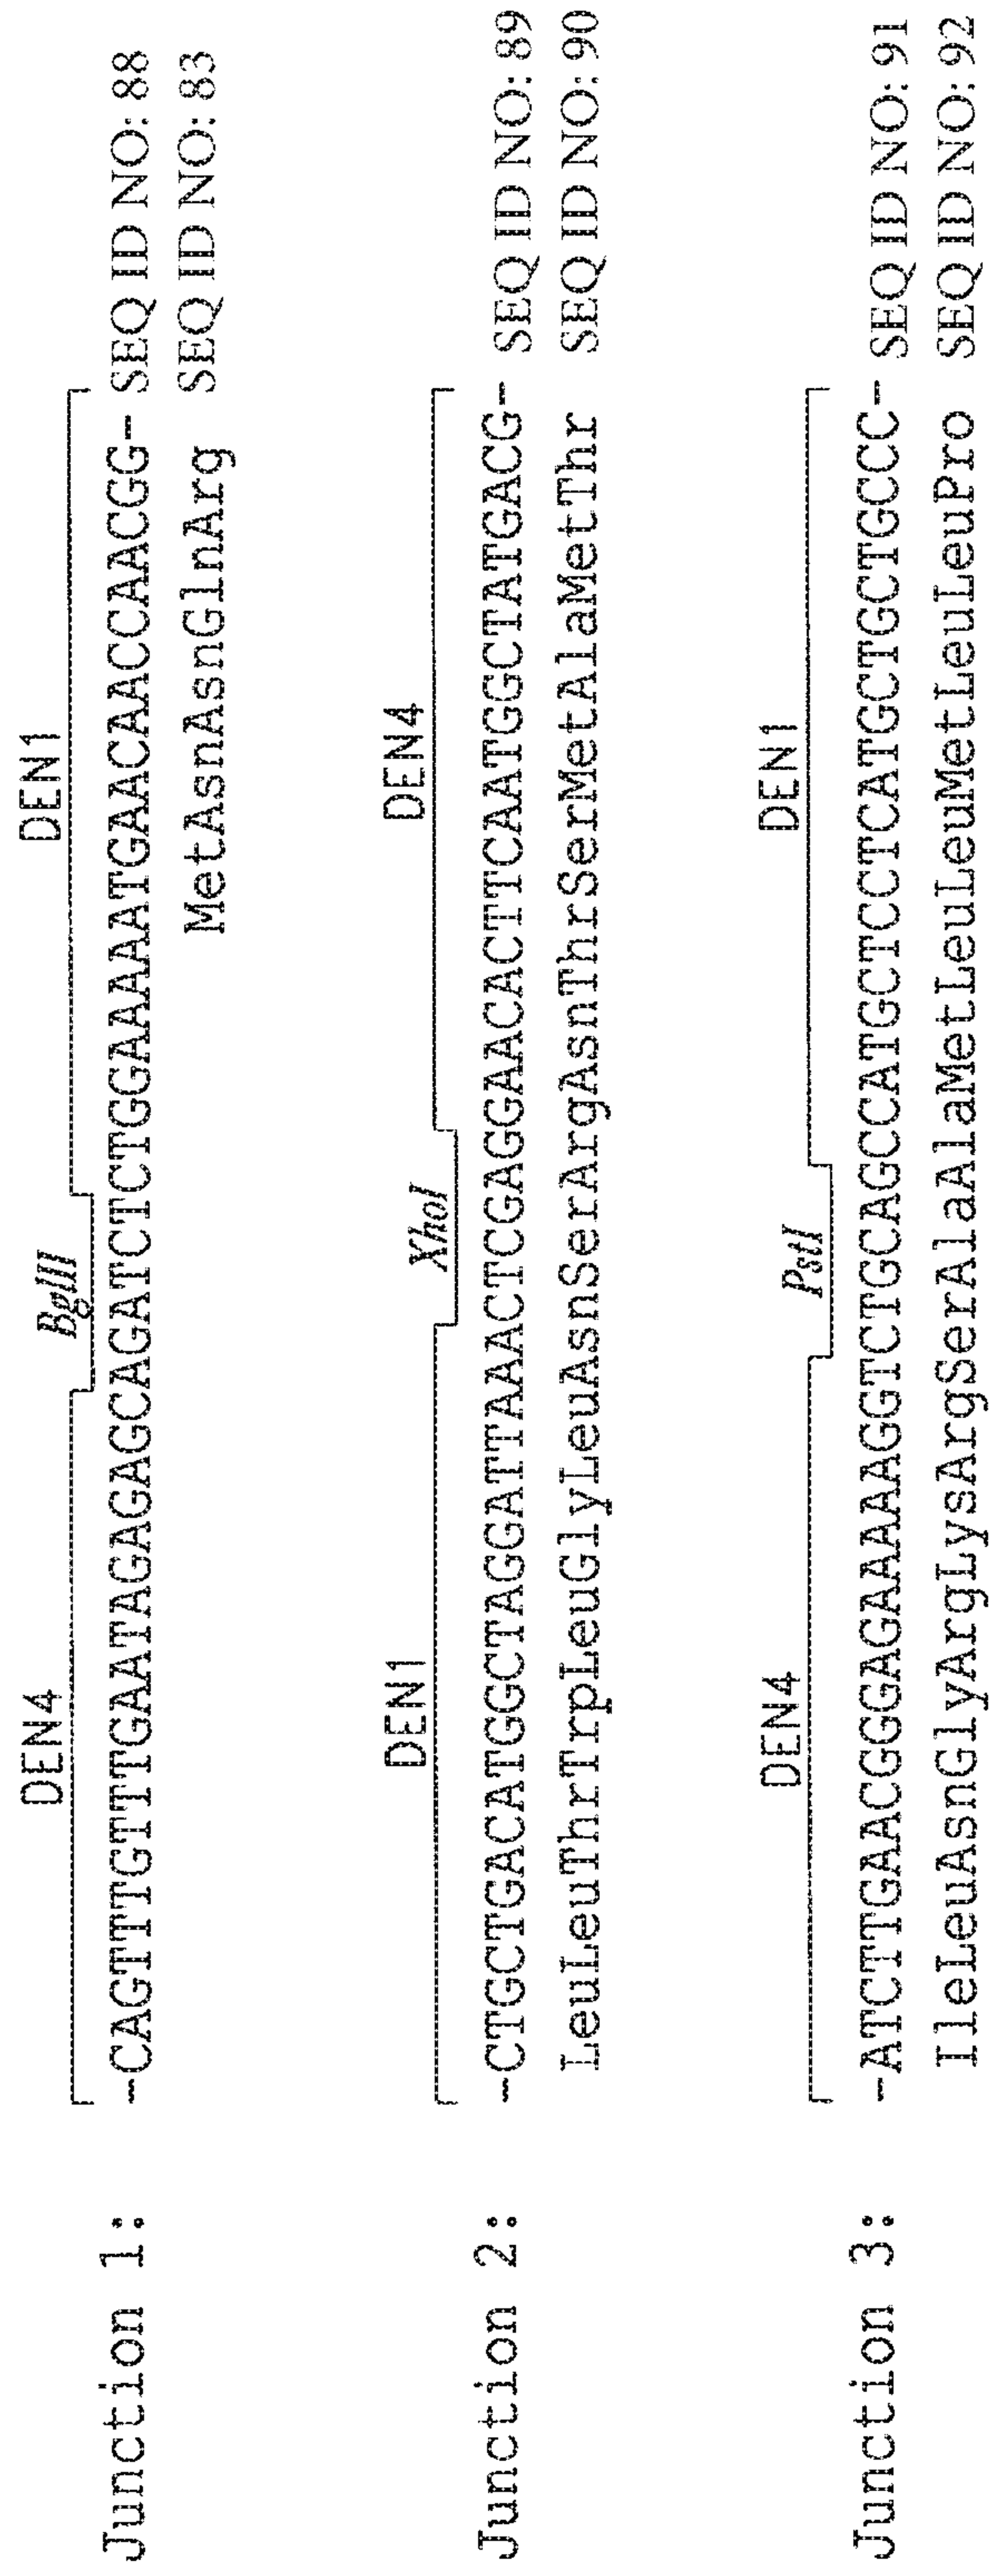 DEN4 BglII DEN1
Junction 1: -CAGTTTGTTTGAATAGAGAGCAGATCTCTGGAAAAATGAACAACCAACGG- SEQ ID NO: 88
MetAsnAsnGlnArg SEQ ID NO: 83
DEN1 XhoI DEN4
Junction 2: -CTGCTGACATGGCTAGGATTAAACTCGAGGAACACTTCAATGGCTATGACG- SEQ ID NO: 89
LeuLeuThrTrpLeuGlyLeuAsnSerArgAsnThrSerMetAlaMetThr SEQ ID NO: 90
DEN4 PstI DEN1
Junction 3: -ATCTTGAACGGGAGAAAAAGGTCTGCAGCCATGCTCCTCATGCTGCTGCCC- SEQ ID NO: 91
IleLeuAsnGlyArgLysArgSerAlaAlaMetLeuLeuMetLeuLeuPro SEQ ID NO: 92